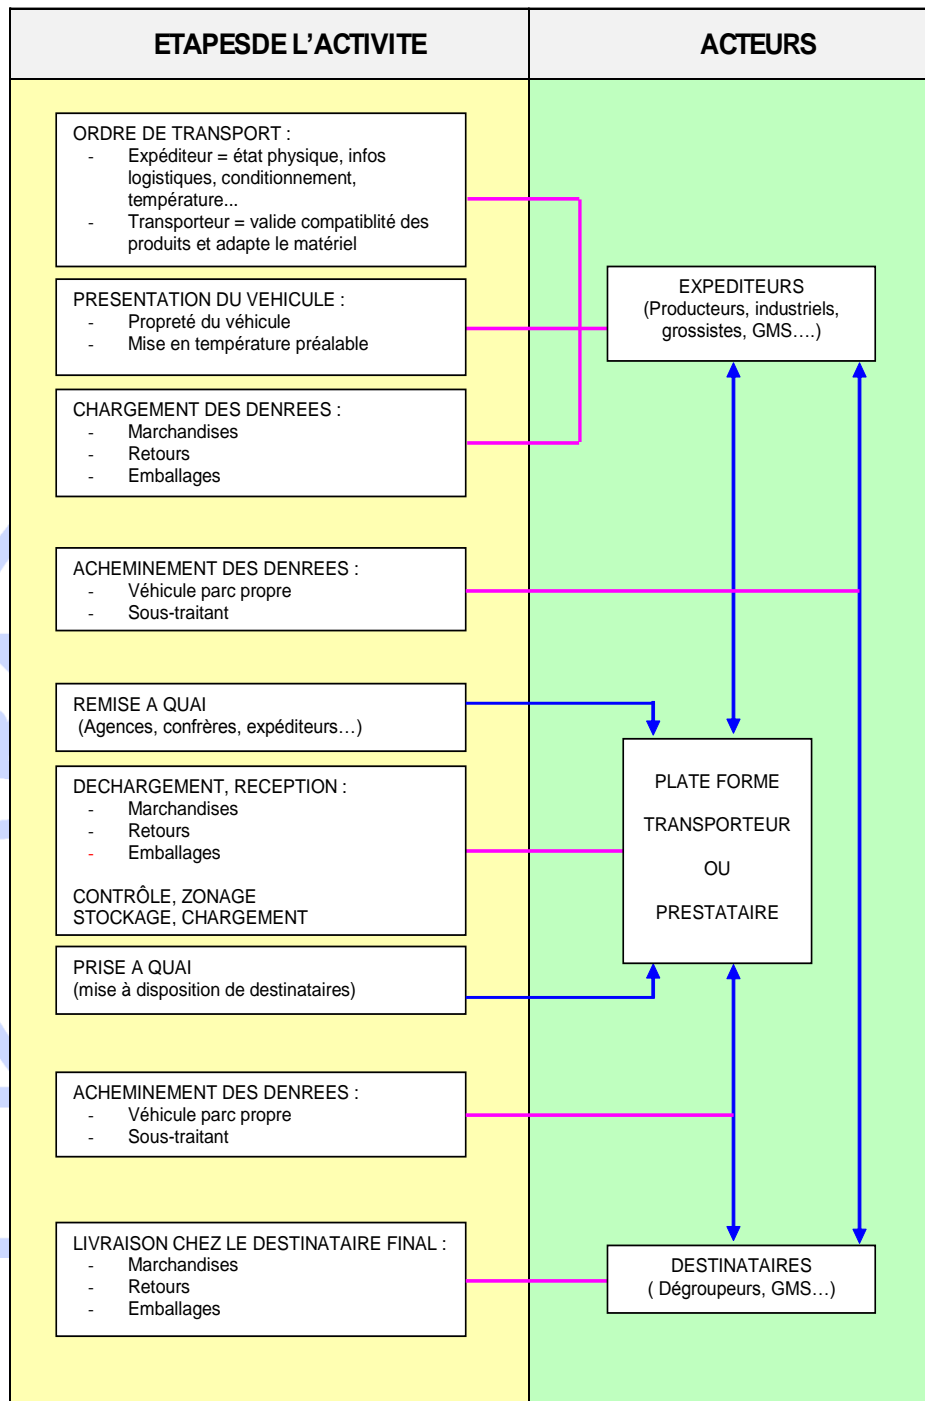 ETAPESDE L'ACTIVITE
ACTEURS
ORDRE DE TRANSPORT :
- Expéditeur = état physique, infos
logistiques, conditionnement,
température...
- Transporteur = valide compatiblité des
produits et adapte le matériel
PRESENTATION DU VEHICULE :
- Propreté du véhicule
- Mise en température préalable
EXPEDITEURS
(Producteurs, industriels,
grossistes, GMS….)
CHARGEMENT DES DENREES :
- Marchandises
- Retours
- Emballages
ACHEMINEMENT DES DENREES :
- Véhicule parc propre
- Sous-traitant
REMISE A QUAI
(Agences, confrères, expéditeurs…)
DECHARGEMENT, RECEPTION :
- Marchandises
- Retours
- Emballages
CONTRÔLE, ZONAGE
STOCKAGE, CHARGEMENT
PLATE FORME
TRANSPORTEUR
OU
PRESTATAIRE
PRISE A QUAI
(mise à disposition de destinataires)
ACHEMINEMENT DES DENREES :
- Véhicule parc propre
- Sous-traitant
LIVRAISON CHEZ LE DESTINATAIRE FINAL :
- Marchandises
- Retours
- Emballages
DESTINATAIRES
( Dégroupeurs, GMS…)